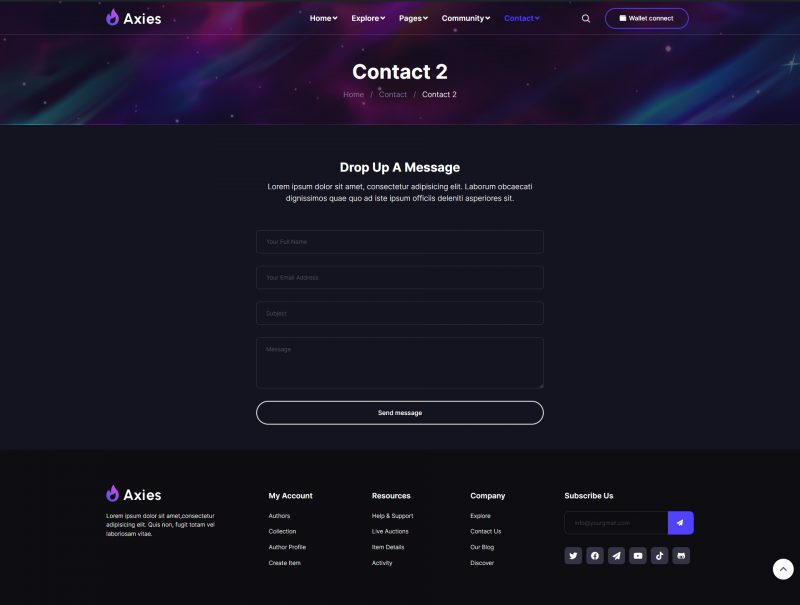 Axies
Home Explore Pages Community Contact Wallet connect
Contact 2
Home / Contact / Contact 2
Drop Up A Message
Lorem ipsum dolor sit amet, consectetur adipisicing elit. Laborum obcaecati
dignissimos quae quo ad iste ipsum officiis deleniti asperiores sit.
Your Full Name
Your Email Address
Subject
Message
Send message
Axies
Lorem ipsum dolor sit amet,consectetur
adipisicing elit. Quis non, fugit totam vel
laboriosam vitae.
My Account
Authors
Collection
Author Profile
Create Item
Resources
Help & Support
Live Auctions
Item Details
Activity
Company
Explore
Contact Us
Our Blog
Discover
Subscribe Us
info@yourgmail.com